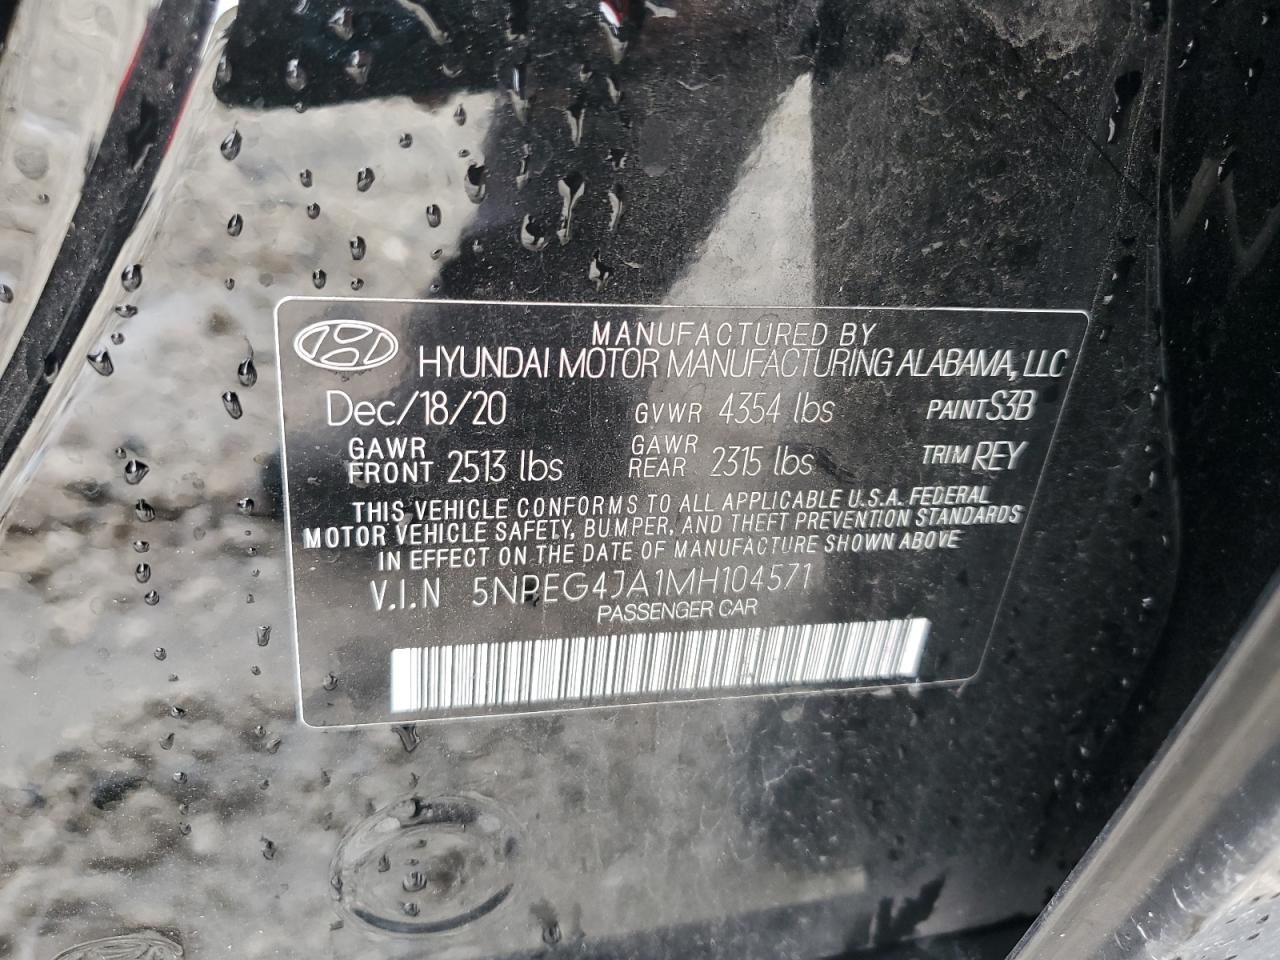 MANUFACTURED BY
HYUNDAI MOTOR MANUFACTURING ALABAMA, LLC
Dec/18/20 GVWR 4354 lbs PAINT S3B
GAWR FRONT 2513 lbs GAWR REAR 2315 lbs TRIM REY
THIS VEHICLE CONFORMS TO ALL APPLICABLE U.S.A. FEDERAL
MOTOR VEHICLE SAFETY, BUMPER, AND THEFT PREVENTION STANDARDS
IN EFFECT ON THE DATE OF MANUFACTURE SHOWN ABOVE
V.I.N 5NPEG4JA1MH104571
PASSENGER CAR